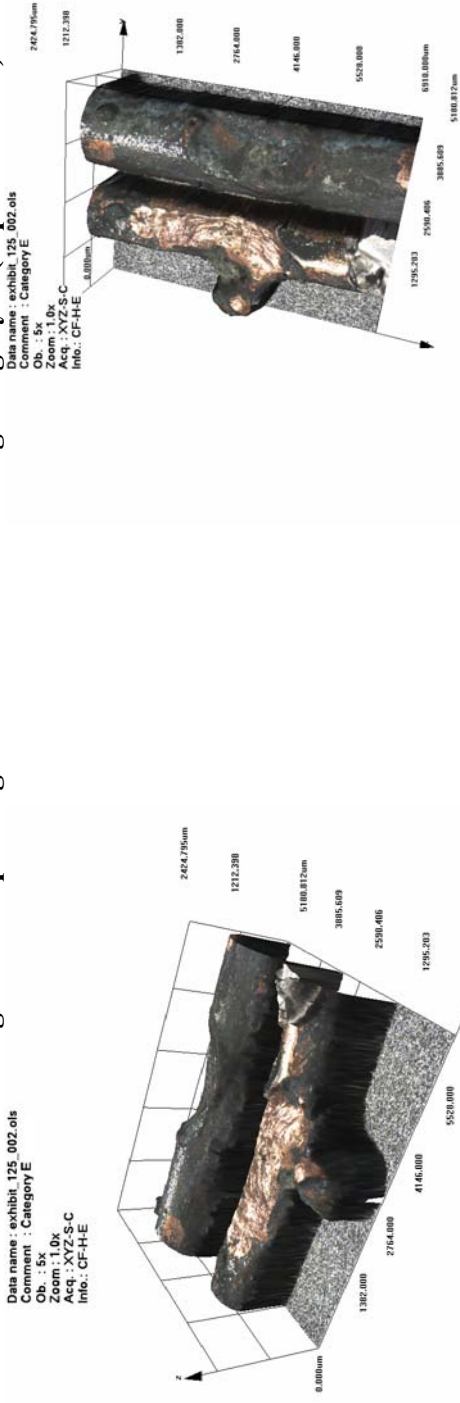 Data name : exhibit_125_002.ols
Comment : Category E
Ob. : 5x
Zoom : 1.0x
Acq. : XYZ-S-C
Info.: CF-H-E
z
2424.795um
1212.398
5180.812um
3885.609
2590.406
1295.203
5528.000
4146.000
2764.000
1382.000
0.000um
Data name : exhibit_125_002.ols
Comment : Category E
Ob. : 5x
Zoom : 1.0x
Acq. : XYZ-S-C
Info.: CF-H-E
2424.795um
1212.398
0.000um
1382.000
2764.000
4146.000
5528.000
6910.000um
5180.812um
3885.609
2590.406
1295.203